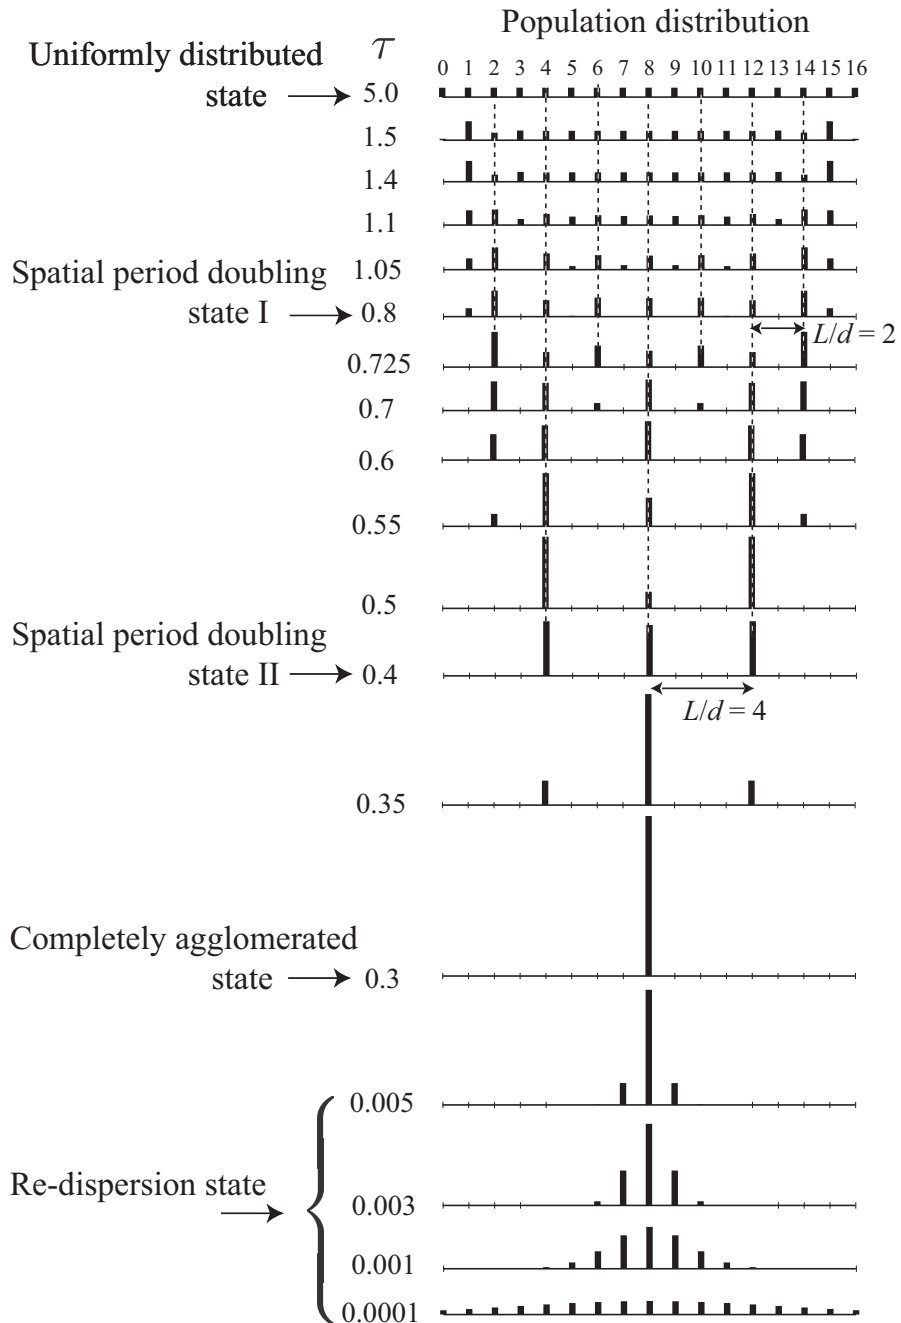 Population distribution
Uniformly distributed
state
τ
0 1 2 3 4 5 6 7 8 9 10 11 12 13 14 15 16
5.0
1.5
1.4
1.1
Spatial period doubling
state I
1.05
0.8
L/d = 2
0.725
0.7
0.6
0.55
0.5
Spatial period doubling
state II
0.4
L/d = 4
0.35
Completely agglomerated
state
0.3
0.005
Re-dispersion state
0.003
0.001
0.0001